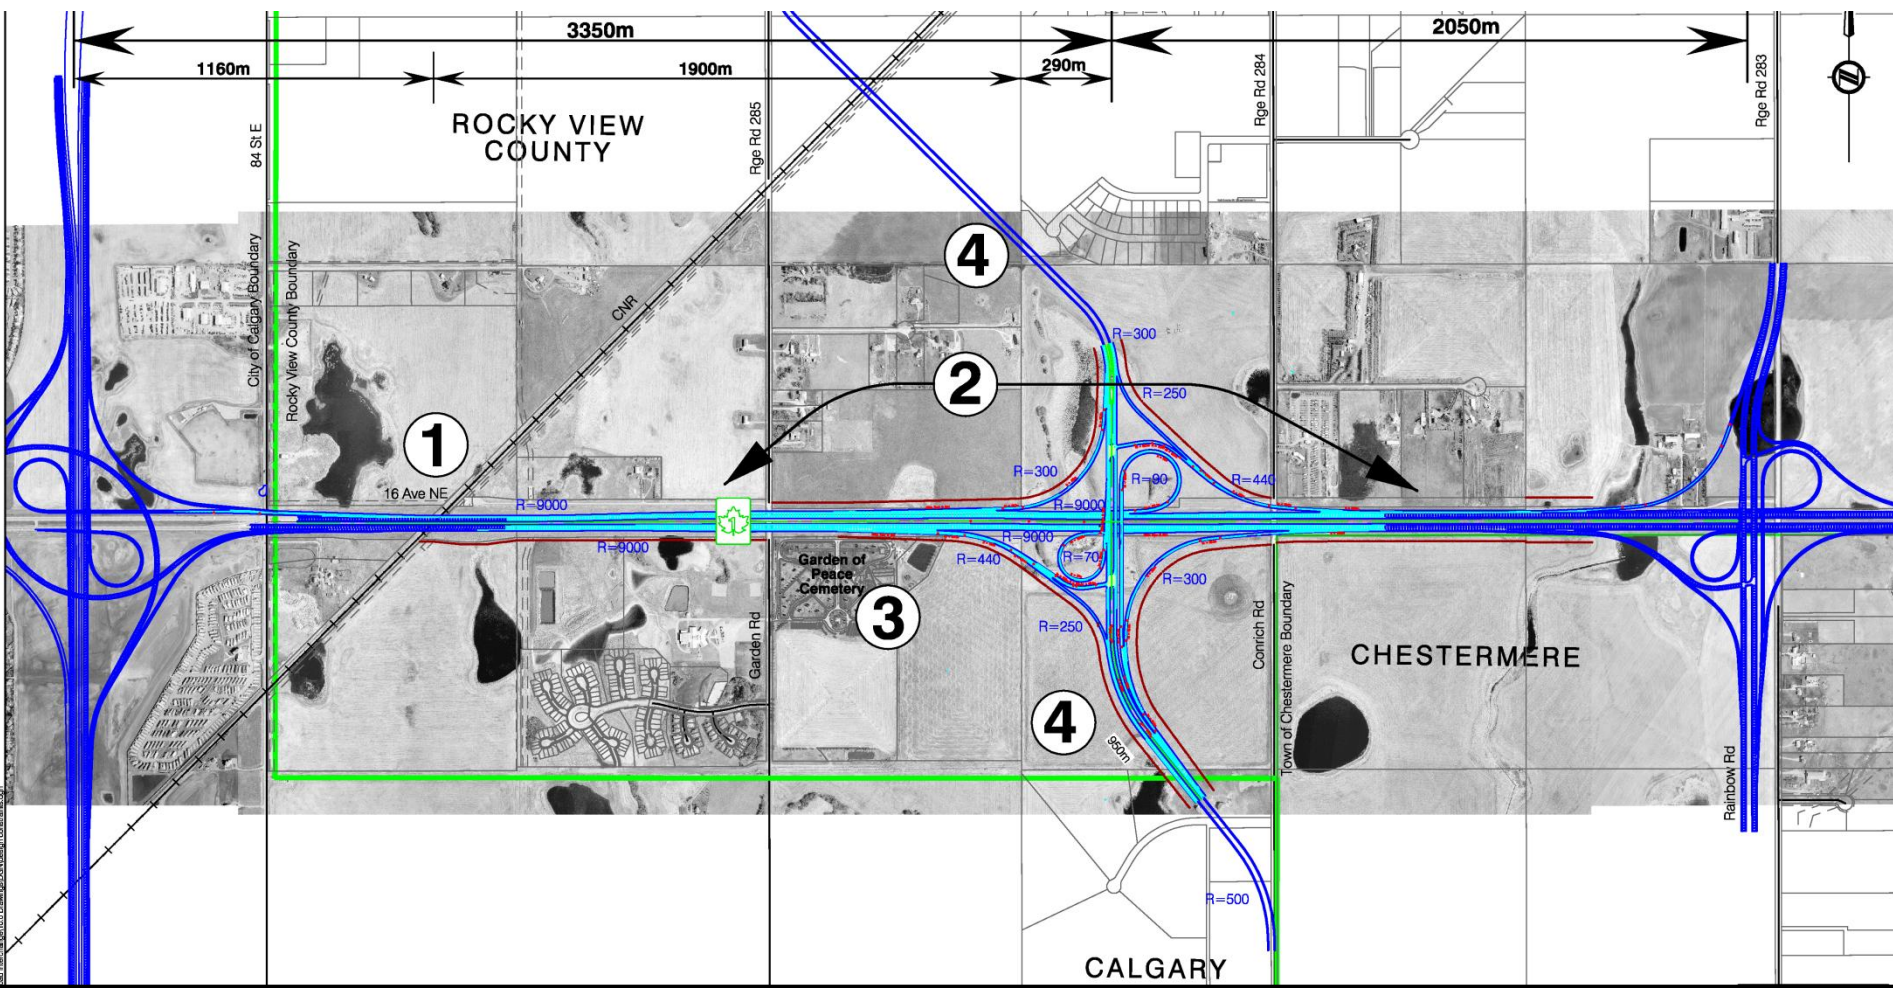 3350m
2050m
1160m
1900m
290m
Rge Rd 284
Rge Rd 283
ROCKY VIEW
COUNTY
84 St E
Rge Rd 285
City of Calgary Boundary
Rocky View County Boundary
4
CNR
R=300
2
R=250
1
R=300
R=90
R=440
16 Ave NE
R=9000
R=9000
1
R=9000
R=9000
R=440
R=70
R=300
Garden of
Peace
Cemetery
3
R=250
Garden Rd
Conrich Rd
Town of Chestermere Boundary
CHESTERMERE
4
950m
Rainbow Rd
R=500
CALGARY